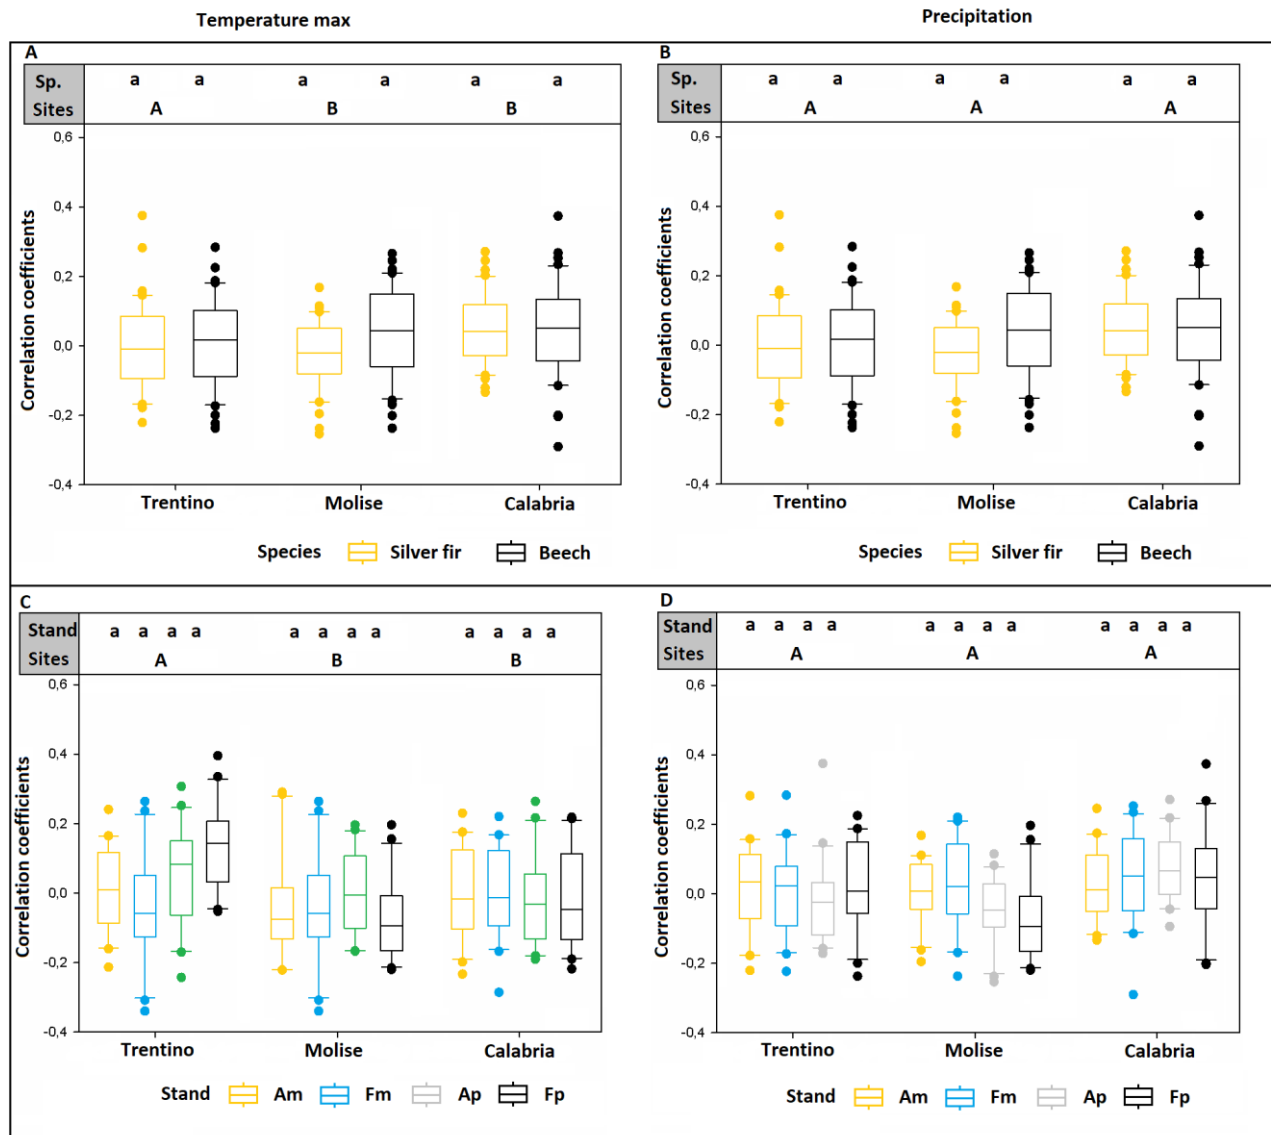 Temperature max
Precipitation
A
Sp. a a a a a a
Sites A B B
0,6
0,4
0,2
0,0
-0,2
-0,4
Correlation coefficients
Trentino Molise Calabria
Species Silver fir Beech
B
Sp. a a a a a a
Sites A A A
0,6
0,4
0,2
0,0
-0,2
-0,4
Correlation coefficients
Trentino Molise Calabria
Species Silver fir Beech
C
Stand a a a a a a a a a a a a
Sites A B B
0,6
0,4
0,2
0,0
-0,2
-0,4
Correlation coefficients
Trentino Molise Calabria
Stand Am Fm Ap Fp
D
Stand a a a a a a a a a a a a
Sites A A A
0,6
0,4
0,2
0,0
-0,2
-0,4
Correlation coefficients
Trentino Molise Calabria
Stand Am Fm Ap Fp